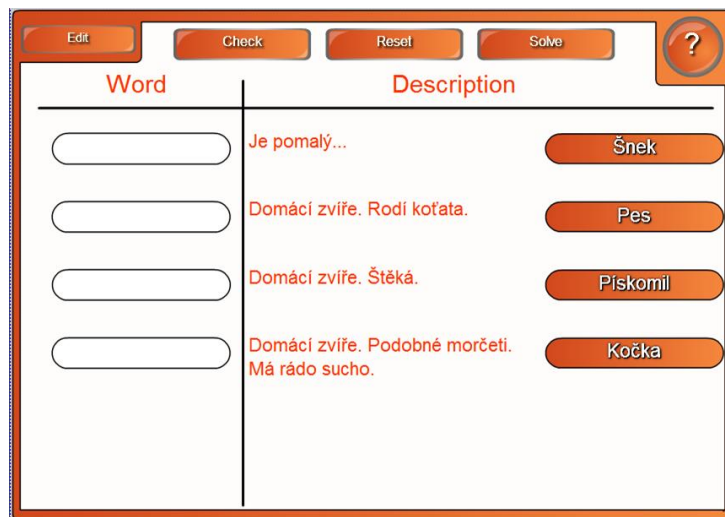 Edit
Check
Reset
Solve
?
Word
Description
Je pomalý...
Šnek
Domácí zvíře. Rodí koťata.
Pes
Domácí zvíře. Štěká.
Pískomil
Domácí zvíře. Podobné morčeti.
Má rádo sucho.
Kočka